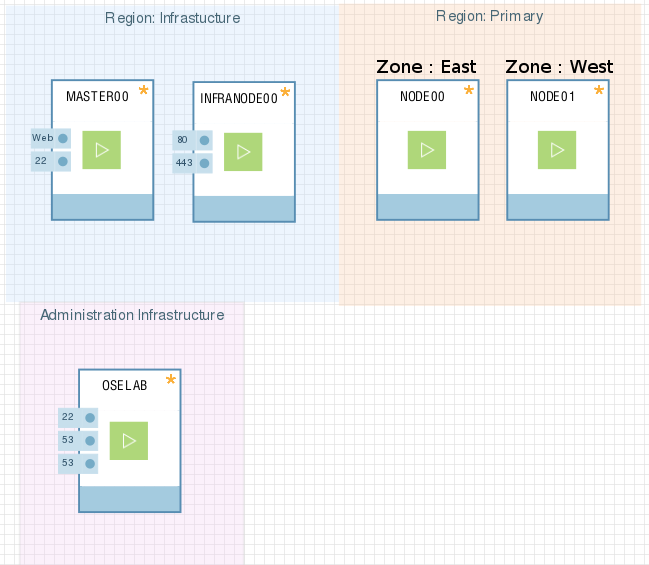 Region: Infrastucture
Region: Primary
Zone : East
Zone : West
MASTER00
INFRANODE00
NODE00
NODE01
Web
22
80
443
Administration Infrastructure
OSELAB
22
53
53